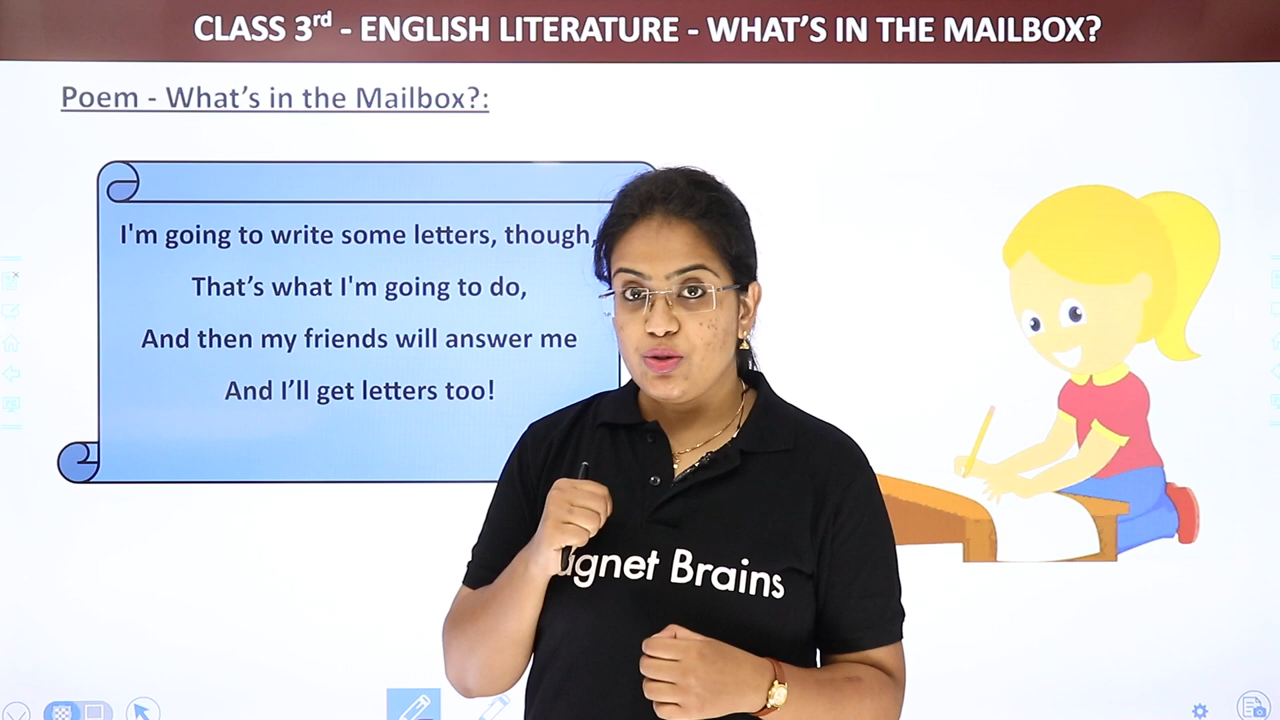 CLASS 3rd - ENGLISH LITERATURE - WHAT'S IN THE MAILBOX?
Poem - What's in the Mailbox?:
I'm going to write some letters, though,
That's what I'm going to do,
And then my friends will answer me
And I'll get letters too!
Brains